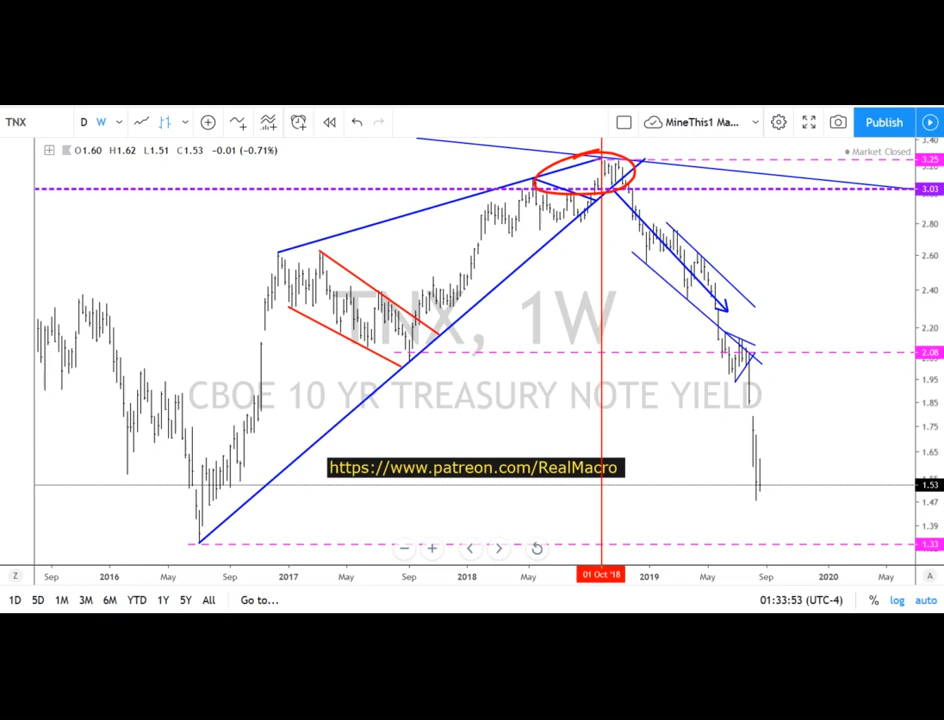 TNX D W MineThis1 Ma... Publish
O1.60 H1.62 L1.51 C1.53 -0.01 (-0.71%)
Market Closed
3.40
3.25
3.03
2.80
2.60
2.40
2.20
2.08
1.95
1.85
1.75
1.65
1.53
1.47
1.39
1.33
TNX, 1W
CBOE 10 YR TREASURY NOTE YIELD
https://www.patreon.com/RealMacro
Z Sep 2016 May Sep 2017 May Sep 2018 May 01 Oct '18 2019 May Sep 2020 May A
1D 5D 1M 3M 6M YTD 1Y 5Y All Go to... 01:33:53 (UTC-4) % log auto